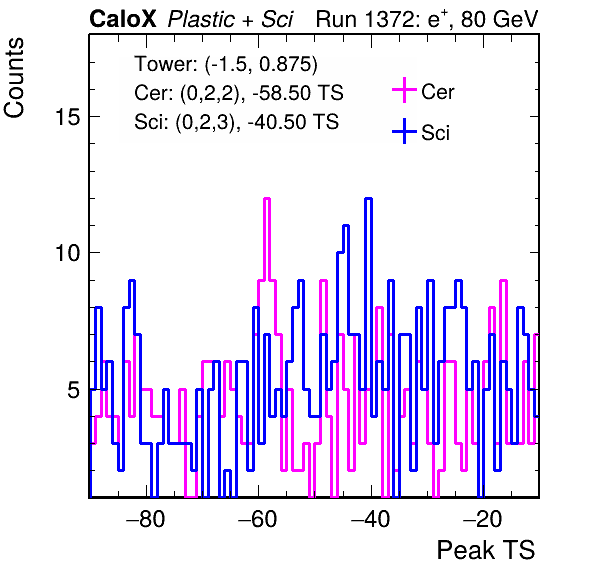 CaloX Plastic + Sci Run 1372: e⁺, 80 GeV
Counts
Tower: (-1.5, 0.875)
Cer: (0,2,2), -58.50 TS
Sci: (0,2,3), -40.50 TS
Cer
Sci
15
10
5
−80 −60 −40 −20
Peak TS